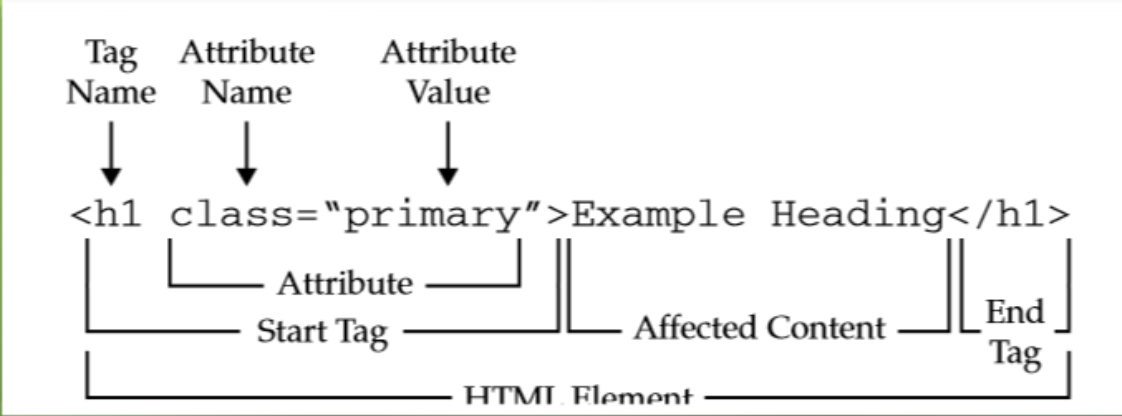 Tag Attribute Attribute
Name Name Value
<h1 class="primary">Example Heading</h1>
Attribute
Start Tag
Affected Content
End
Tag
HTML Element